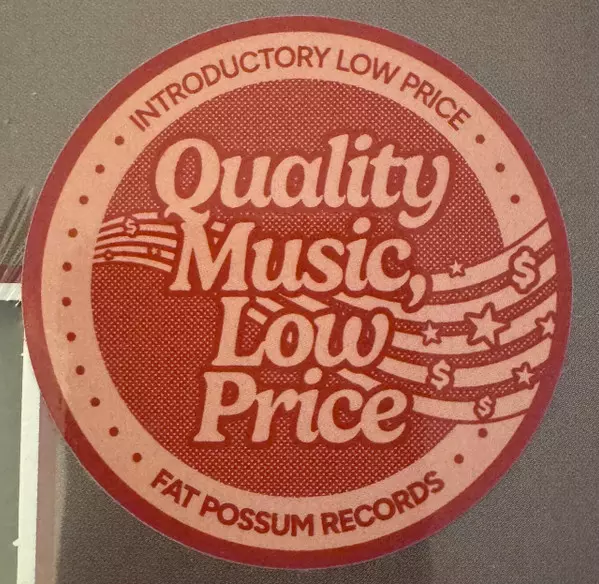 INTRODUCTORY LOW PRICE
Quality
Music,
Low
Price
FAT POSSUM RECORDS